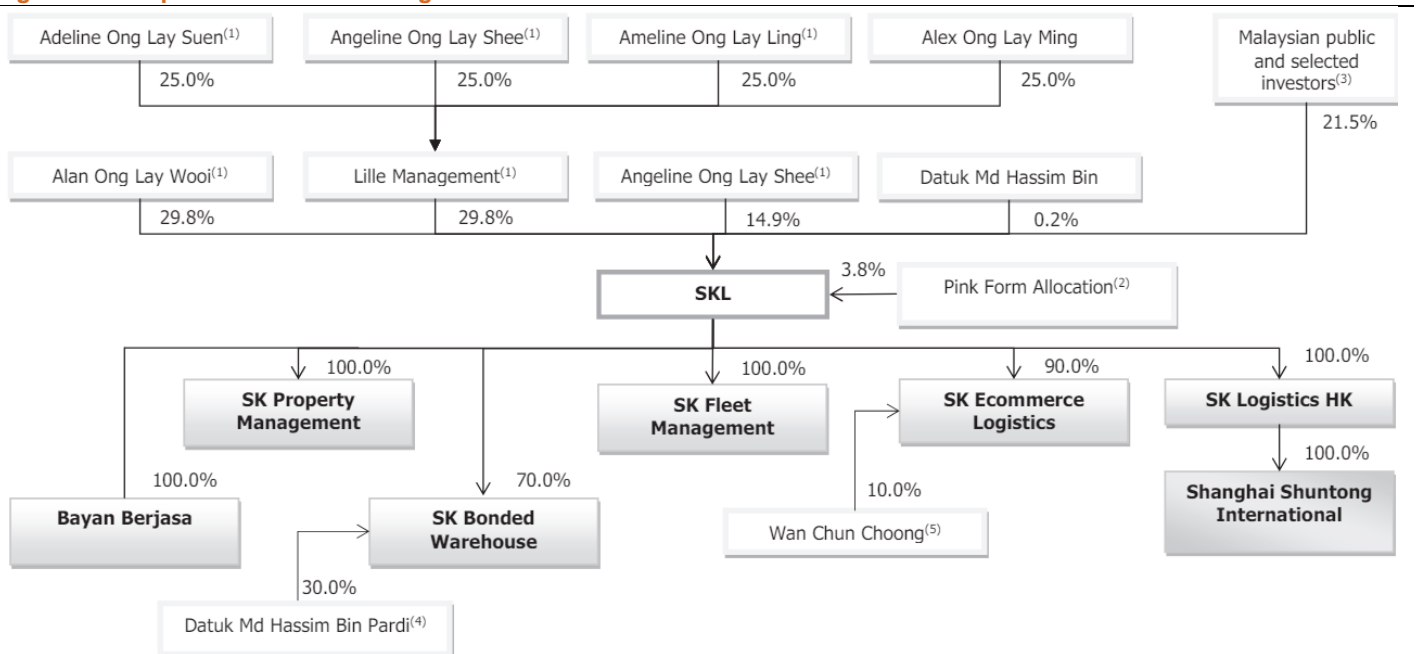 Adeline Ong Lay Suen(1)
Angeline Ong Lay Shee(1)
Ameline Ong Lay Ling(1)
Alex Ong Lay Ming
Malaysian public
and selected
investors(3)
25.0%
25.0%
25.0%
25.0%
21.5%
Alan Ong Lay Wooi(1)
Lille Management(1)
Angeline Ong Lay Shee(1)
Datuk Md Hassim Bin
29.8%
29.8%
14.9%
0.2%
SKL
3.8%
Pink Form Allocation(2)
100.0%
100.0%
90.0%
100.0%
SK Property
Management
SK Fleet
Management
SK Ecommerce
Logistics
SK Logistics HK
100.0%
70.0%
10.0%
100.0%
Bayan Berjasa
SK Bonded
Warehouse
Wan Chun Choong(5)
Shanghai Shuntong
International
30.0%
Datuk Md Hassim Bin Pardi(4)